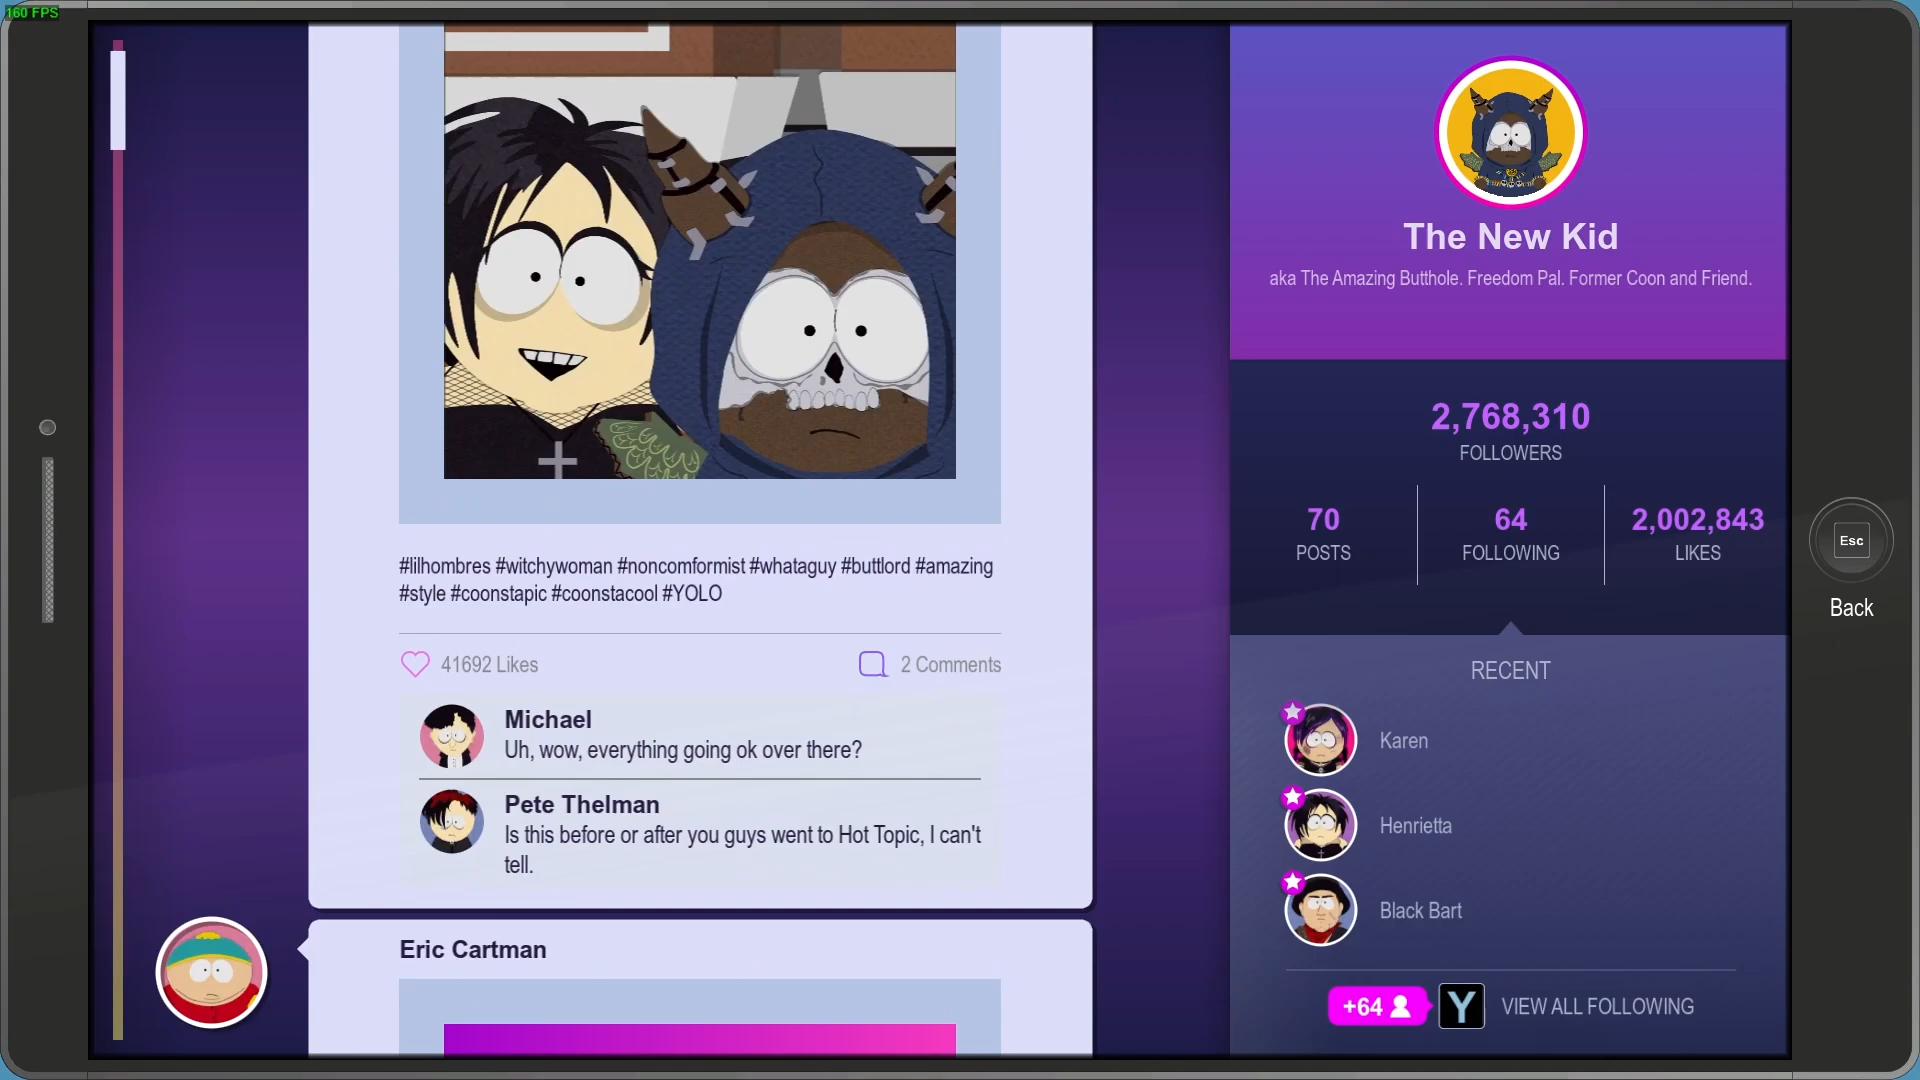 160 FPS
#lilhombres #witchywoman #noncomformist #whataguy #buttlord #amazing
#style #coonstapic #coonstacool #YOLO
41692 Likes
2 Comments
Michael
Uh, wow, everything going ok over there?
Pete Thelman
Is this before or after you guys went to Hot Topic, I can't
tell.
Eric Cartman
The New Kid
aka The Amazing Butthole. Freedom Pal. Former Coon and Friend.
2,768,310
FOLLOWERS
70
POSTS
64
FOLLOWING
2,002,843
LIKES
RECENT
Karen
Henrietta
Black Bart
+64
Y
VIEW ALL FOLLOWING
Esc
Back